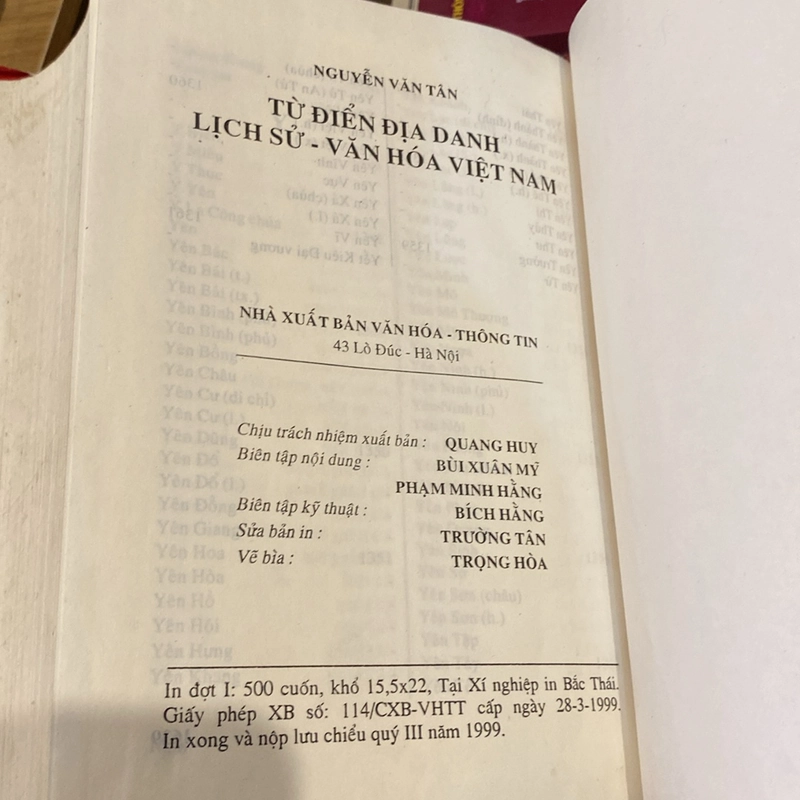 NGUYỄN VĂN TÂN
TỪ ĐIỂN ĐỊA DANH
LỊCH SỬ - VĂN HÓA VIỆT NAM
NHÀ XUẤT BẢN VĂN HÓA - THÔNG TIN
43 Lò Đúc - Hà Nội
Chịu trách nhiệm xuất bản : QUANG HUY
Biên tập nội dung : BÙI XUÂN MỸ
PHẠM MINH HẰNG
Biên tập kỹ thuật : BÍCH HẰNG
Sửa bản in : TRƯỜNG TÂN
Vẽ bìa : TRỌNG HÒA
In đợt I: 500 cuốn, khổ 15,5x22, Tại Xí nghiệp in Bắc Thái.
Giấy phép XB số: 114/CXB-VHTT cấp ngày 28-3-1999.
In xong và nộp lưu chiểu quý III năm 1999.